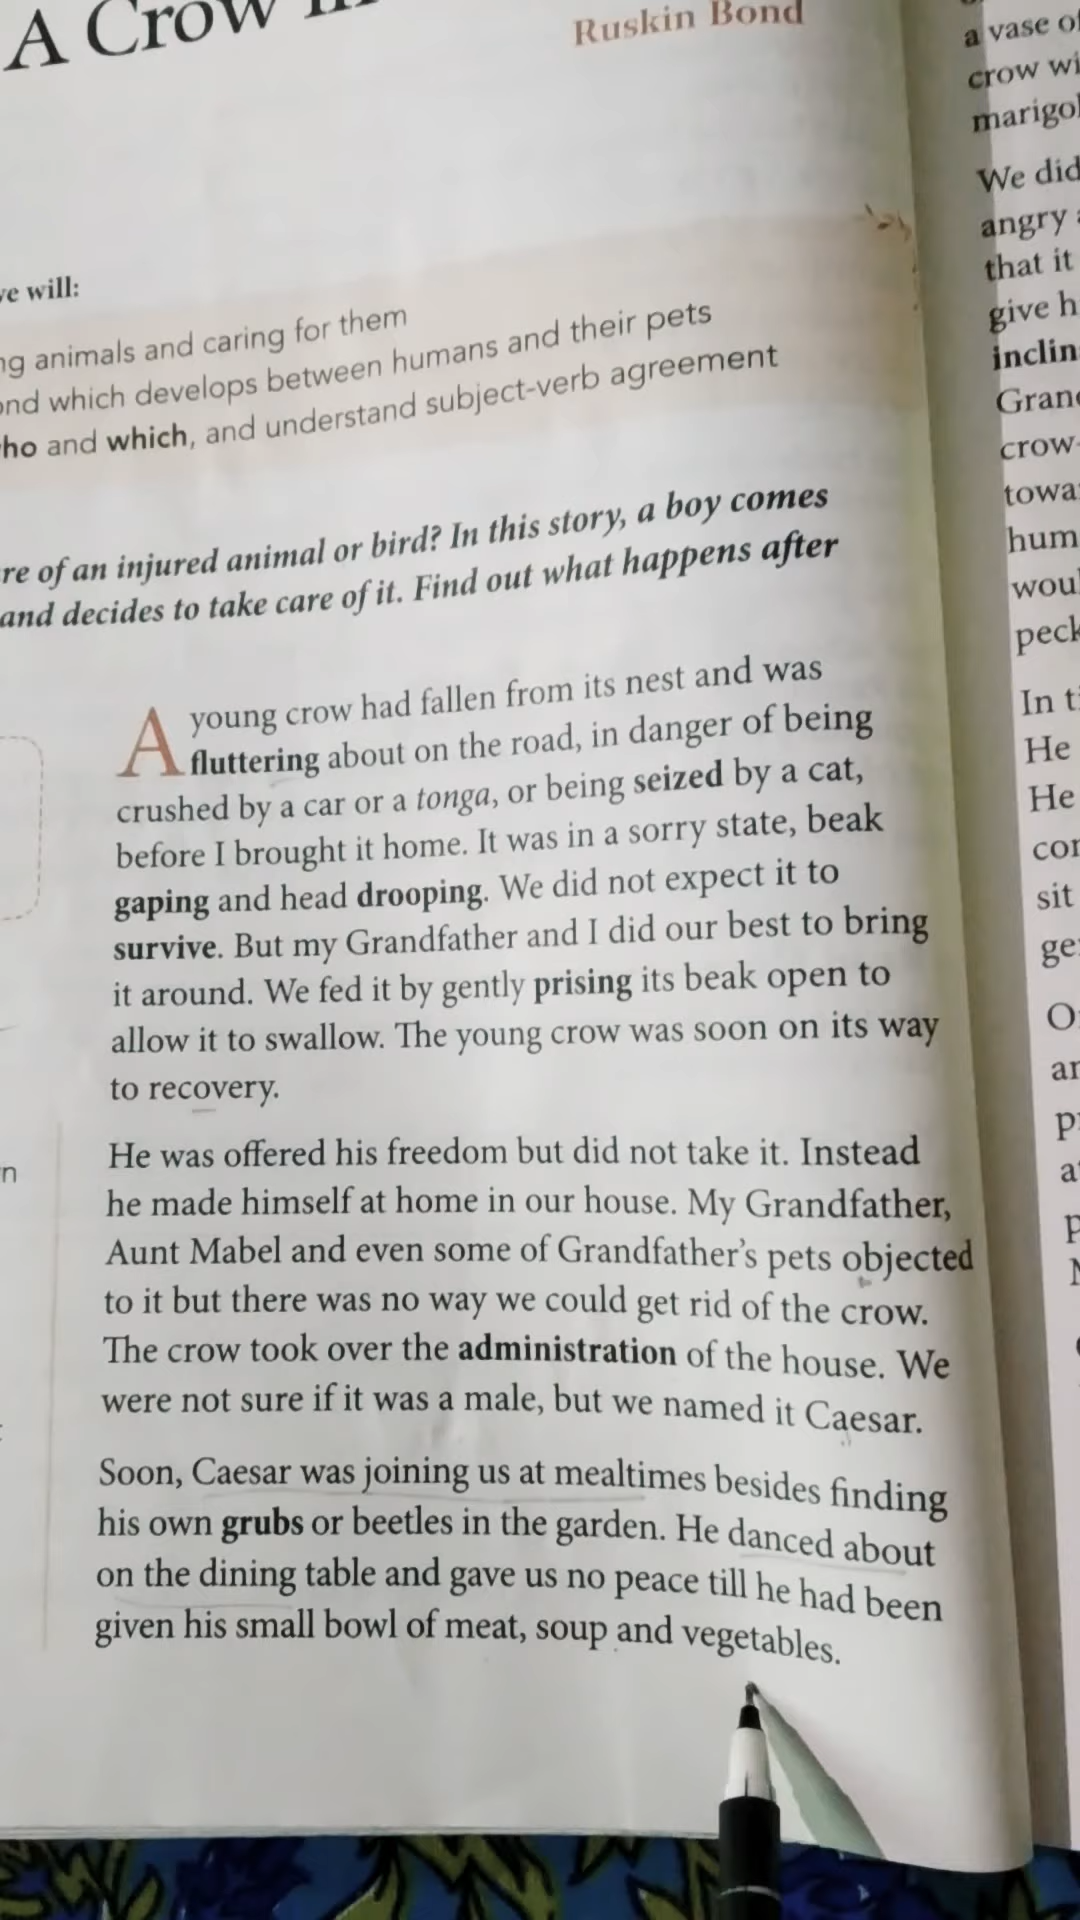 A Crow
Ruskin Bond
ve will:
ng animals and caring for them
ond which develops between humans and their pets
ho and which, and understand subject-verb agreement
re of an injured animal or bird? In this story, a boy comes
and decides to take care of it. Find out what happens after
A young crow had fallen from its nest and was
fluttering about on the road, in danger of being
crushed by a car or a tonga, or being seized by a cat,
before I brought it home. It was in a sorry state, beak
gaping and head drooping. We did not expect it to
survive. But my Grandfather and I did our best to bring
it around. We fed it by gently prising its beak open to
allow it to swallow. The young crow was soon on its way
to recovery.
n
He was offered his freedom but did not take it. Instead
he made himself at home in our house. My Grandfather,
Aunt Mabel and even some of Grandfather's pets objected
to it but there was no way we could get rid of the crow.
The crow took over the administration of the house. We
were not sure if it was a male, but we named it Caesar.
Soon, Caesar was joining us at mealtimes besides finding
his own grubs or beetles in the garden. He danced about
on the dining table and gave us no peace till he had been
given his small bowl of meat, soup and vegetables.
a vase of
crow wi
marigol
We did
angry
that it
give h
inclin
Gran
crow-
towa
hum
woul
peck
In t
He
He
con
sit
ge
O
an
p
a
p